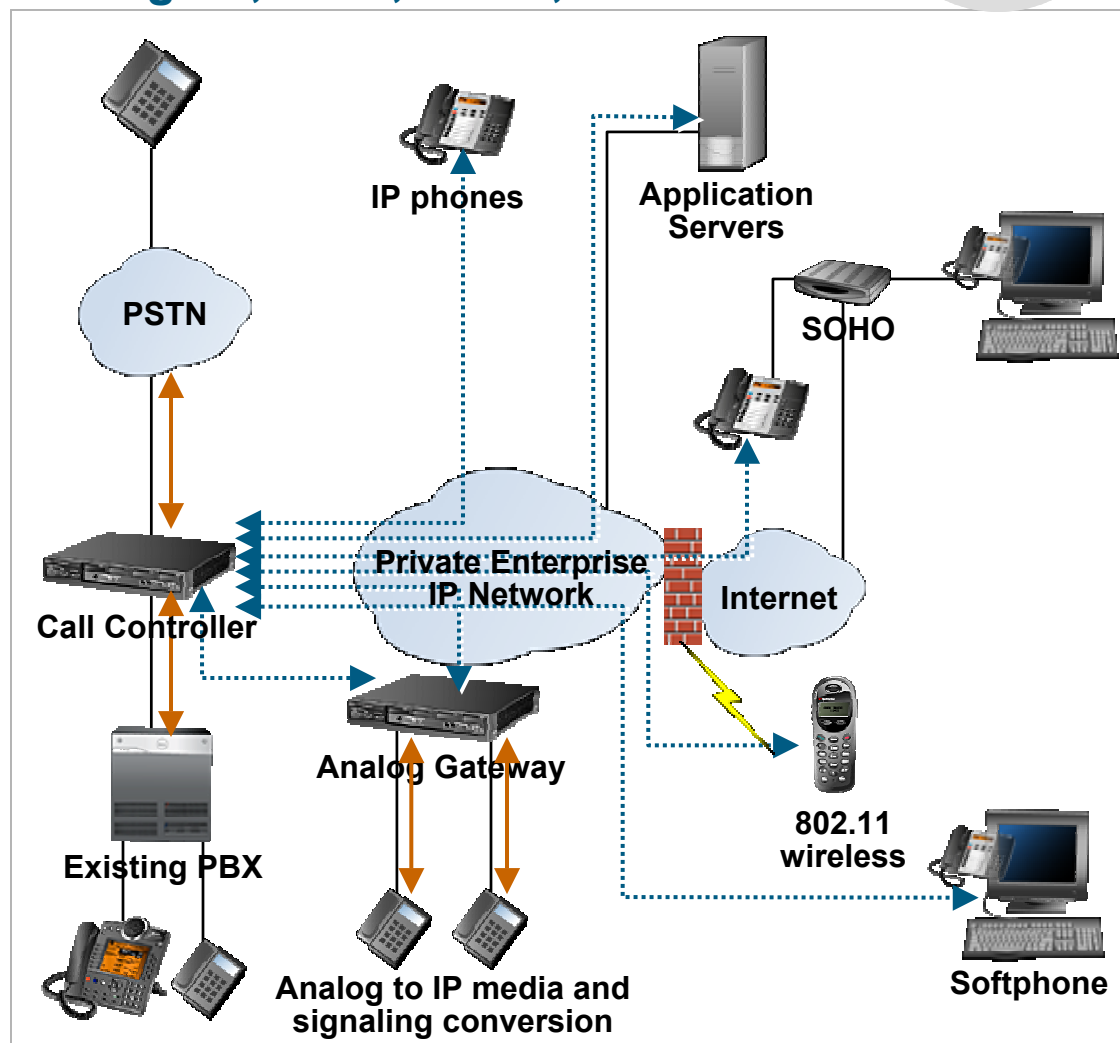 IP phones
Application
Servers
PSTN
SOHO
Private Enterprise
IP Network
Internet
Call Controller
Analog Gateway
802.11
wireless
Existing PBX
Analog to IP media and
signaling conversion
Softphone